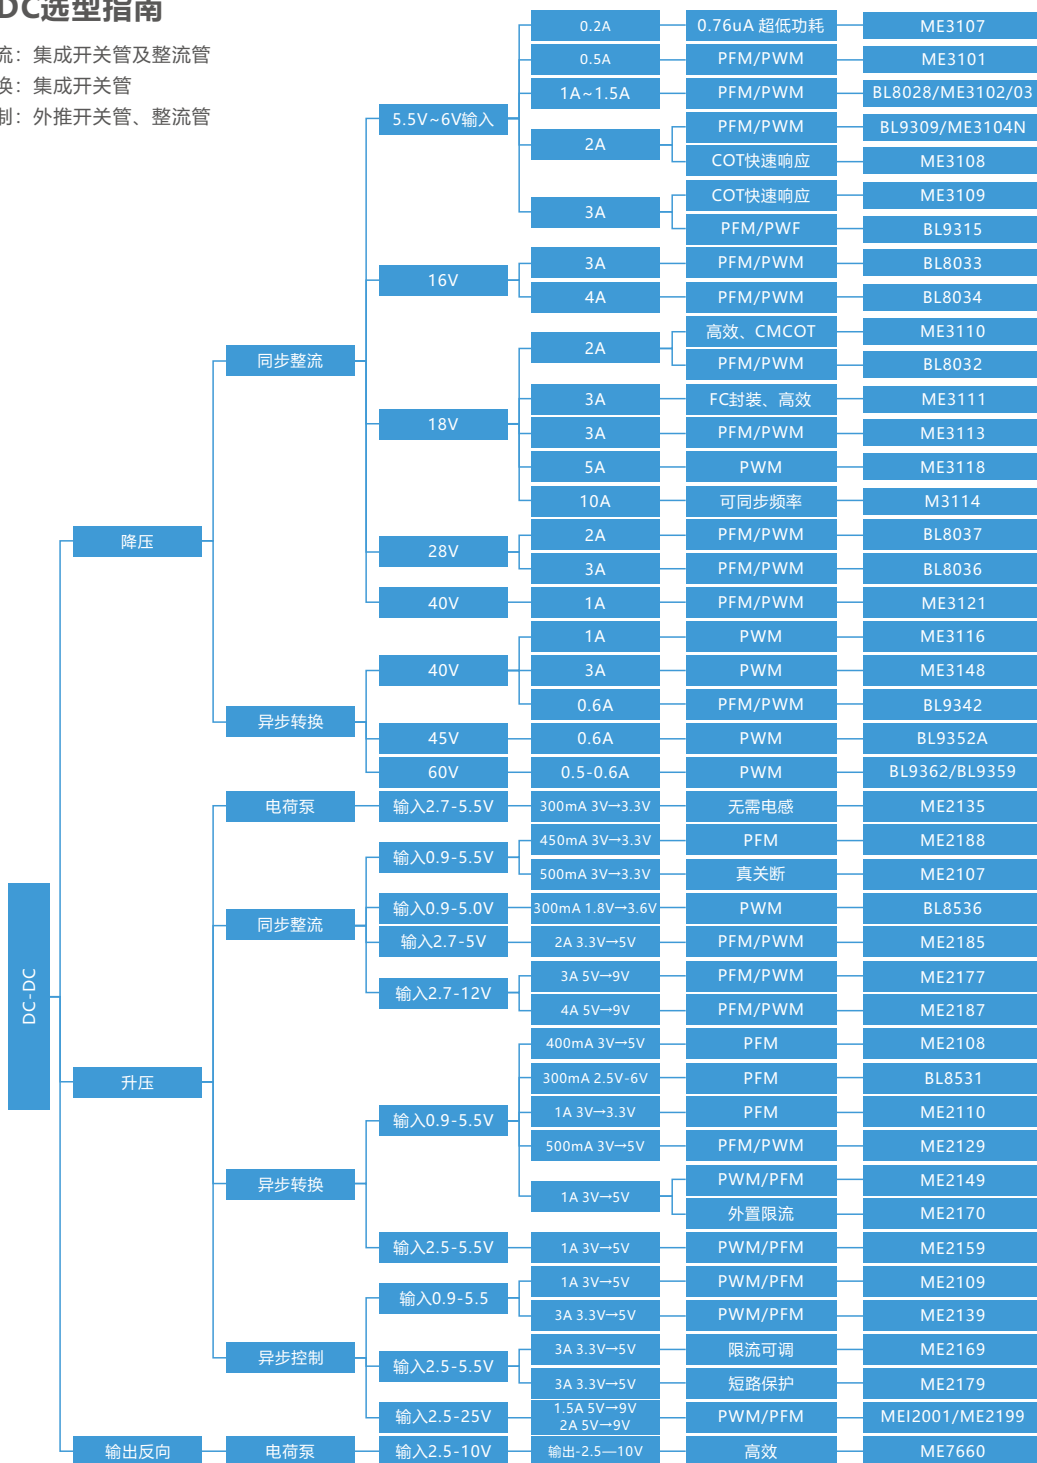 DC选型指南
流：集成开关管及整流管
换：集成开关管
制：外推开关管、整流管
DC-DC
降压
同步整流
5.5V~6V输入
0.2A
0.76uA 超低功耗
ME3107
0.5A
PFM/PWM
ME3101
1A~1.5A
PFM/PWM
BL8028/ME3102/03
2A
PFM/PWM
BL9309/ME3104N
COT快速响应
ME3108
3A
COT快速响应
ME3109
PFM/PWF
BL9315
16V
3A
PFM/PWM
BL8033
4A
PFM/PWM
BL8034
18V
2A
高效、CMCOT
ME3110
PFM/PWM
BL8032
3A
FC封装、高效
ME3111
3A
PFM/PWM
ME3113
5A
PWM
ME3118
10A
可同步频率
M3114
28V
2A
PFM/PWM
BL8037
3A
PFM/PWM
BL8036
40V
1A
PFM/PWM
ME3121
异步转换
40V
1A
PWM
ME3116
3A
PWM
ME3148
0.6A
PFM/PWM
BL9342
45V
0.6A
PWM
BL9352A
60V
0.5-0.6A
PWM
BL9362/BL9359
升压
电荷泵
输入2.7-5.5V
300mA 3V→3.3V
无需电感
ME2135
同步整流
输入0.9-5.5V
450mA 3V→3.3V
PFM
ME2188
500mA 3V→3.3V
真关断
ME2107
输入0.9-5.0V
300mA 1.8V→3.6V
PWM
BL8536
输入2.7-5V
2A 3.3V→5V
PFM/PWM
ME2185
输入2.7-12V
3A 5V→9V
PFM/PWM
ME2177
4A 5V→9V
PFM/PWM
ME2187
异步转换
输入0.9-5.5V
400mA 3V→5V
PFM
ME2108
300mA 2.5V-6V
PFM
BL8531
1A 3V→3.3V
PFM
ME2110
500mA 3V→5V
PFM/PWM
ME2129
1A 3V→5V
PWM/PFM
ME2149
外置限流
ME2170
输入2.5-5.5V
1A 3V→5V
PWM/PFM
ME2159
异步控制
输入0.9-5.5
1A 3V→5V
PWM/PFM
ME2109
3A 3.3V→5V
PWM/PFM
ME2139
输入2.5-5.5V
3A 3.3V→5V
限流可调
ME2169
3A 3.3V→5V
短路保护
ME2179
输入2.5-25V
1.5A 5V→9V
2A 5V→9V
PWM/PFM
MEI2001/ME2199
输出反向
电荷泵
输入2.5-10V
输出-2.5—10V
高效
ME7660